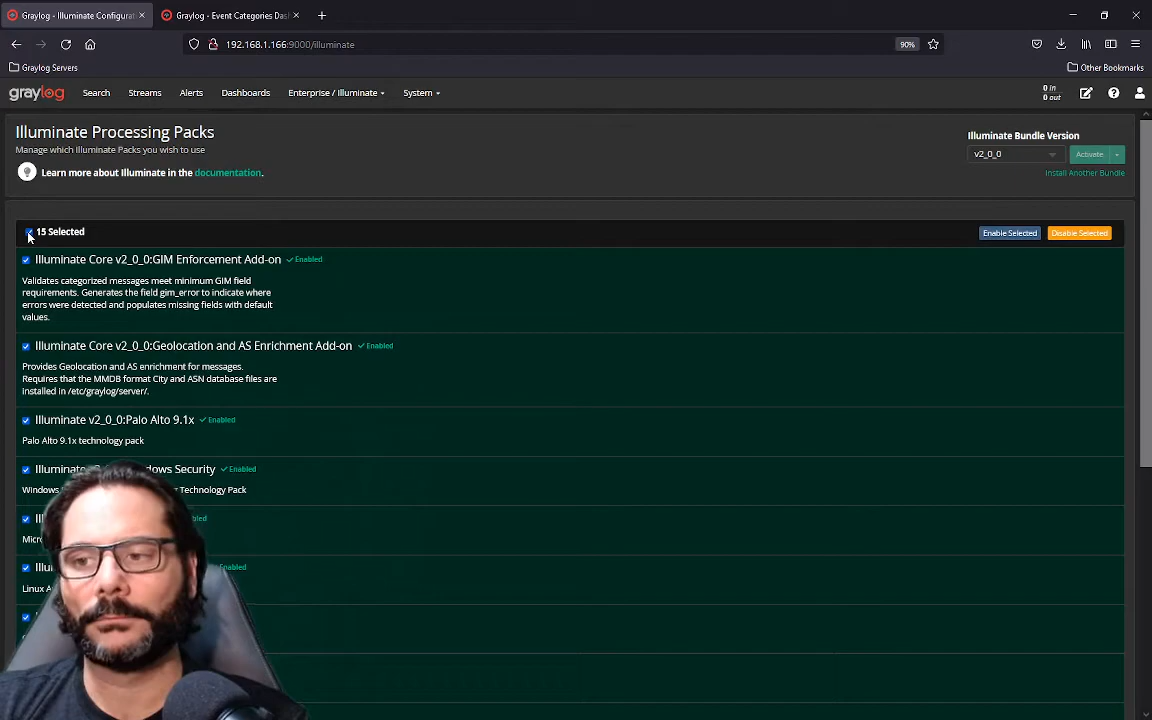 Graylog - Illuminate Configurat
Graylog - Event Categories Das
192.168.1.166:9000/illuminate
90%
Graylog Servers
Other Bookmarks
graylog
Search
Streams
Alerts
Dashboards
Enterprise / Illuminate
System
0 in
0 out
Illuminate Processing Packs
Manage which Illuminate Packs you wish to use
Learn more about Illuminate in the documentation.
Illuminate Bundle Version
v2_0_0
Activate
Install Another Bundle
15 Selected
Enable Selected
Disable Selected
Illuminate Core v2_0_0:GIM Enforcement Add-on
Enabled
Validates categorized messages meet minimum GIM field
requirements. Generates the field gim_error to indicate where
errors were detected and populates missing fields with default
values.
Illuminate Core v2_0_0:Geolocation and AS Enrichment Add-on
Enabled
Provides Geolocation and AS enrichment for messages.
Requires that the MMDB format City and ASN database files are
installed in /etc/graylog/server/.
Illuminate v2_0_0:Palo Alto 9.1x
Enabled
Palo Alto 9.1x technology pack
Security
Enabled
Windows
Technology Pack
Enabled
Linux